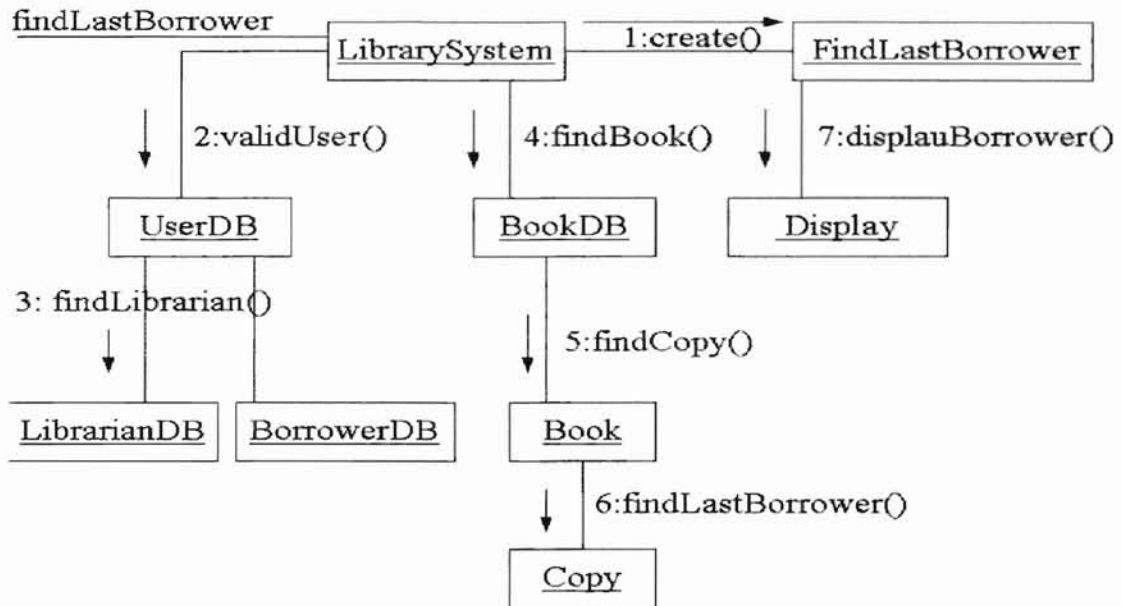 findLastBorrower
LibrarySystem
1:create()
FindLastBorrower
2:validUser()
4:findBook()
7:displauBorrower()
UserDB
BookDB
Display
3: findLibrarian()
5:findCopy()
LibrarianDB
BorrowerDB
Book
6:findLastBorrower()
Copy